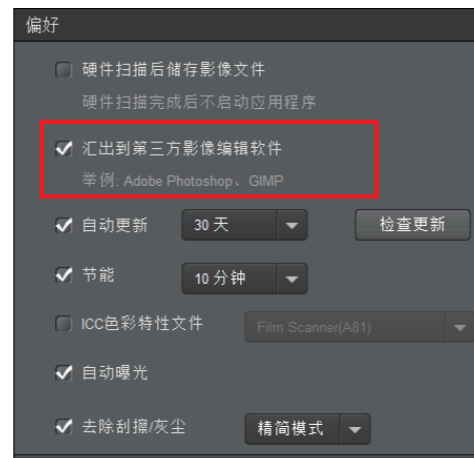 偏好
硬件扫描后储存影像文件
硬件扫描完成后不启动应用程序
汇出到第三方影像编辑软件
举例: Adobe Photoshop、GIMP
自动更新 30 天 检查更新
节能 10 分钟
ICC色彩特性文件 Film Scanner(A81)
自动曝光
去除刮擦/灰尘 精简模式